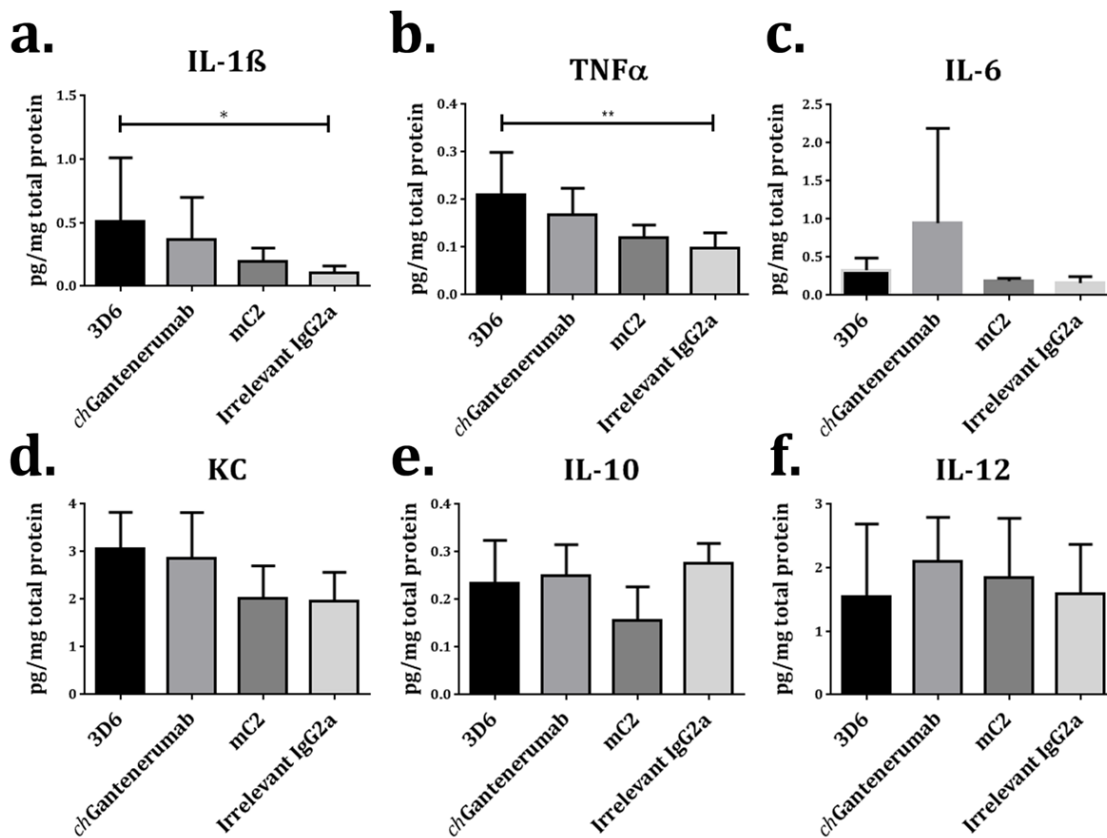 a.
IL-1ß
pg/mg total protein
1.5
1.0
0.5
0.0
*
3D6
chGantenerumab
mC2
Irrelevant IgG2a
b.
TNFα
pg/mg total protein
0.4
0.3
0.2
0.1
0.0
**
3D6
chGantenerumab
mC2
Irrelevant IgG2a
c.
IL-6
pg/mg total protein
2.5
2.0
1.5
1.0
0.5
0.0
3D6
chGantenerumab
mC2
Irrelevant IgG2a
d.
KC
pg/mg total protein
4
3
2
1
0
3D6
chGantenerumab
mC2
Irrelevant IgG2a
e.
IL-10
pg/mg total protein
0.4
0.3
0.2
0.1
0.0
3D6
chGantenerumab
mC2
Irrelevant IgG2a
f.
IL-12
pg/mg total protein
3
2
1
0
3D6
chGantenerumab
mC2
Irrelevant IgG2a